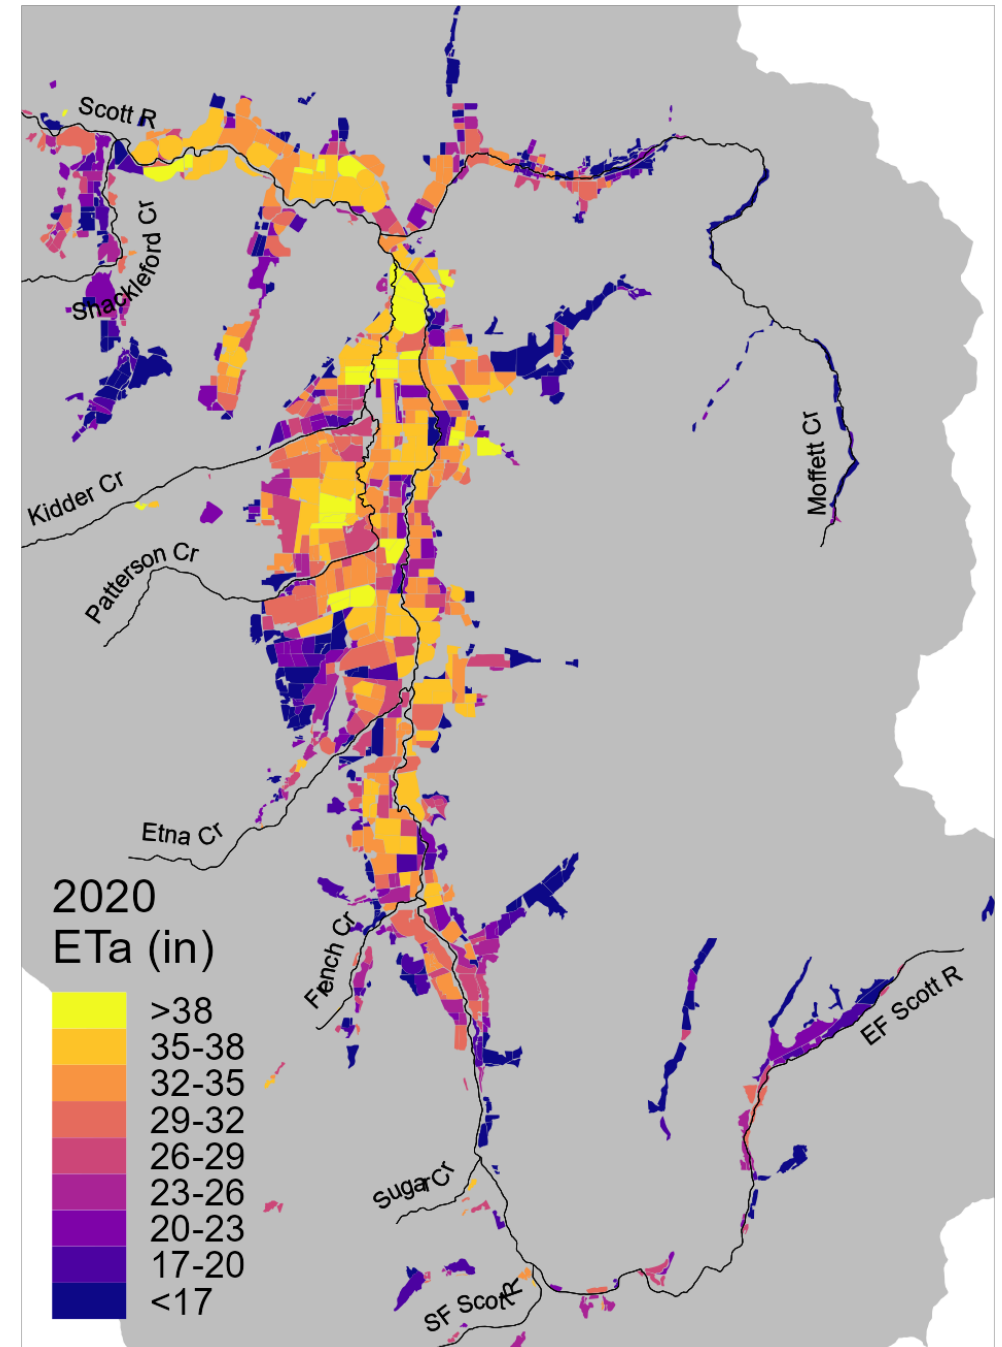 Scott R
Shackleford Cr
Kidder Cr
Patterson Cr
Moffett Cr
Etna Cr
French Cr
EF Scott R
Sugar Cr
SF Scott R
2020
ETa (in)
>38
35-38
32-35
29-32
26-29
23-26
20-23
17-20
<17